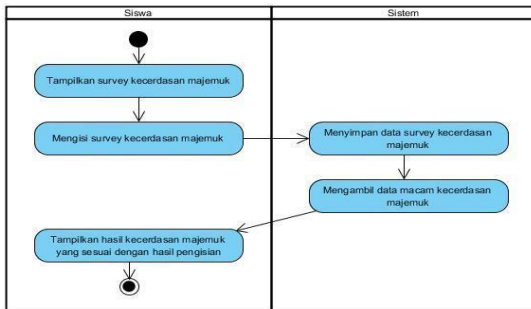 Siswa
Sistem
Tampilkan survey kecerdasan majemuk
Mengisi survey kecerdasan majemuk
Menyimpan data survey kecerdasan
majemuk
Mengambil data macam kecerdasan
majemuk
Tampilkan hasil kecerdasan majemuk
yang sesuai dengan hasil pengisian